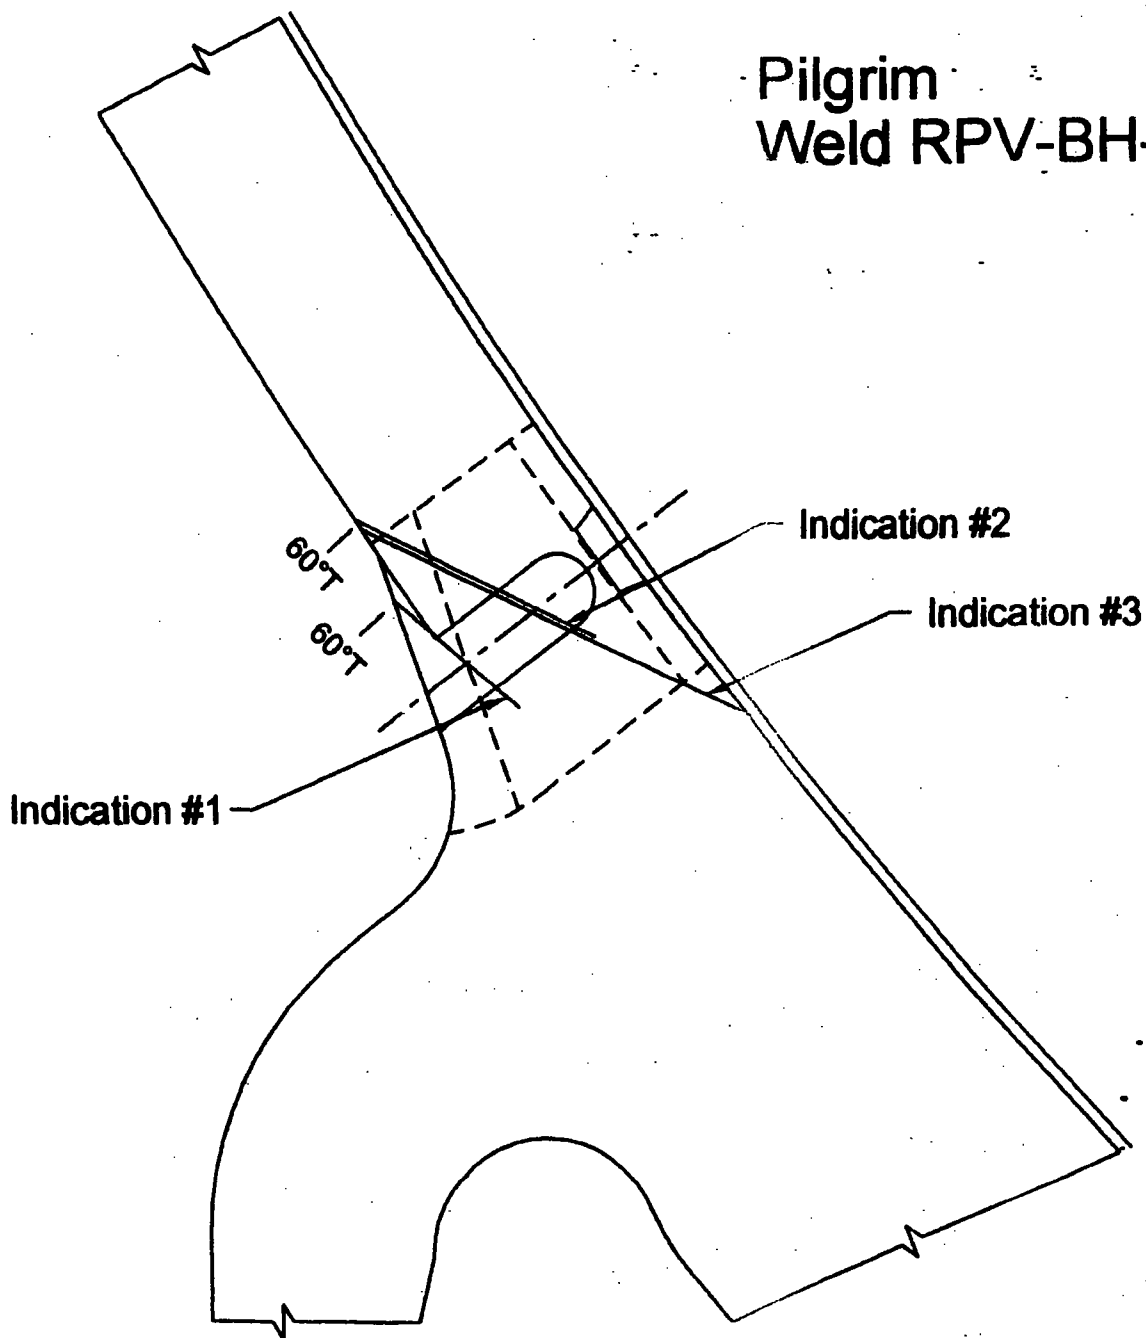 Pilgrim
Weld RPV-BH-
Indication #2
60°T
Indication #3
60°T
Indication #1